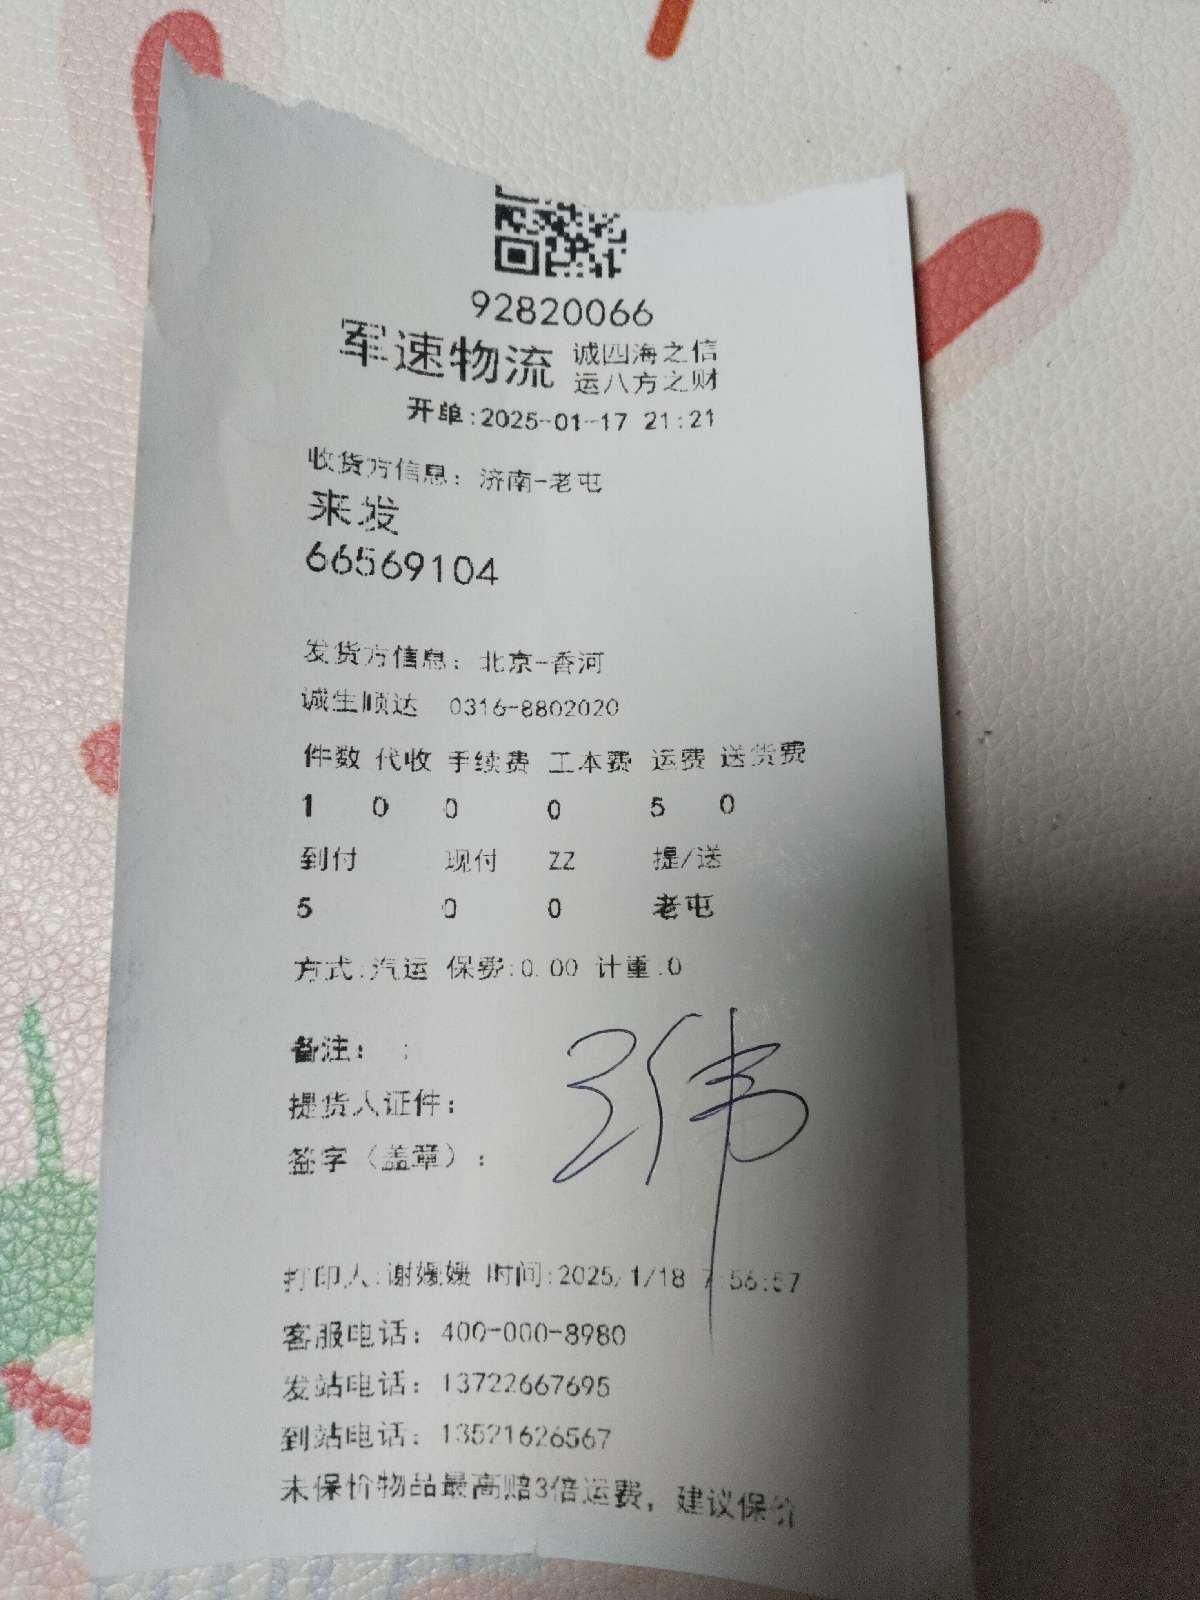 92820066
军速物流 诚四海之信
运八方之财
开单:2025-01-17 21:21
收货方信息: 济南-老屯
来发
66569104
发货方信息: 北京-香河
诚生顺达 0316-8802020
件数 代收 手续费 工本费 运费 送货费
1 0 0 0 5 0
到付 现付 ZZ 提/送
5 0 0 老屯
方式:汽运 保费:0.00 计重:0
备注: ;
提货人证件:
签字(盖章):
打印人:谢媛媛 时间:2025/1/18 7:56:57
客服电话: 400-000-8980
发站电话: 13722667695
到站电话: 13521626567
未保价物品最高赔3倍运费, 建议保价